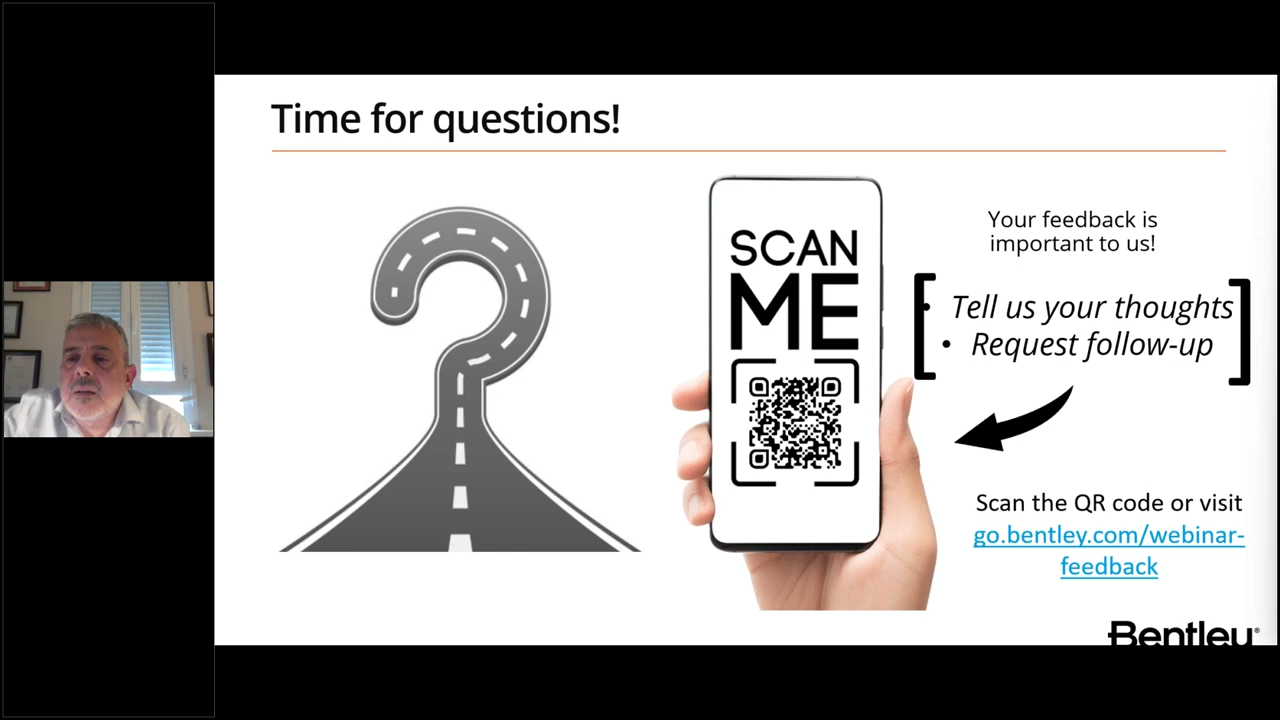 Time for questions!
SCAN
ME
Your feedback is
important to us!
• Tell us your thoughts
• Request follow-up
Scan the QR code or visit
go.bentley.com/webinar-
feedback
Bentley®